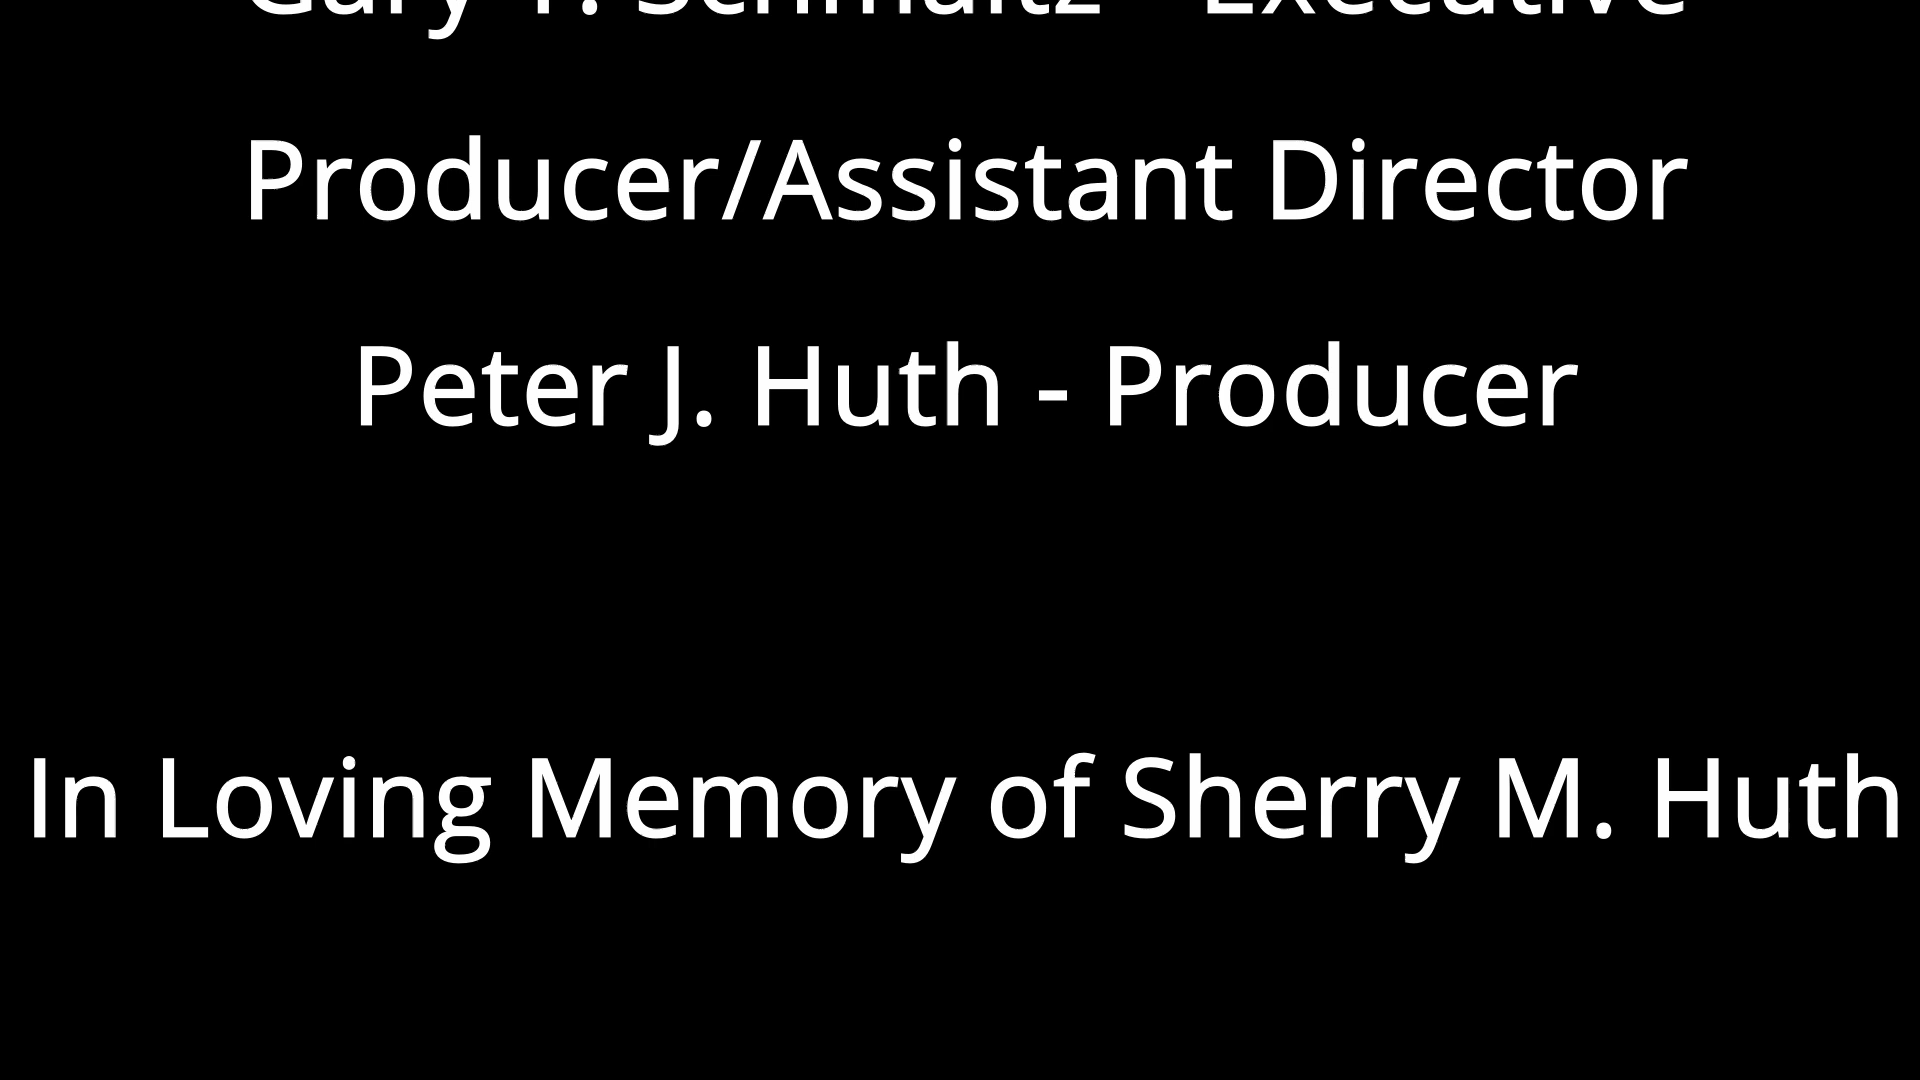 Gary Schmaltz - Executive
Producer/Assistant Director
Peter J. Huth - Producer
In Loving Memory of Sherry M. Huth